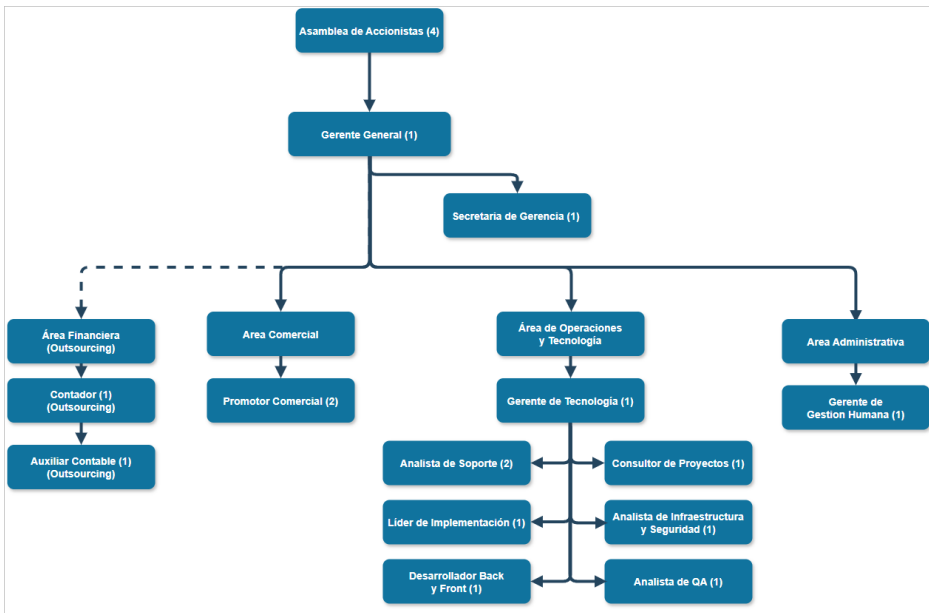 Asamblea de Accionistas (4)
Gerente General (1)
Secretaria de Gerencia (1)
Área Financiera
(Outsourcing)
Area Comercial
Área de Operaciones
y Tecnología
Area Administrativa
Contador (1)
(Outsourcing)
Promotor Comercial (2)
Gerente de Tecnología (1)
Gerente de
Gestion Humana (1)
Auxiliar Contable (1)
(Outsourcing)
Analista de Soporte (2)
Consultor de Proyectos (1)
Líder de Implementación (1)
Analista de Infraestructura
y Seguridad (1)
Desarrollador Back
y Front (1)
Analista de QA (1)